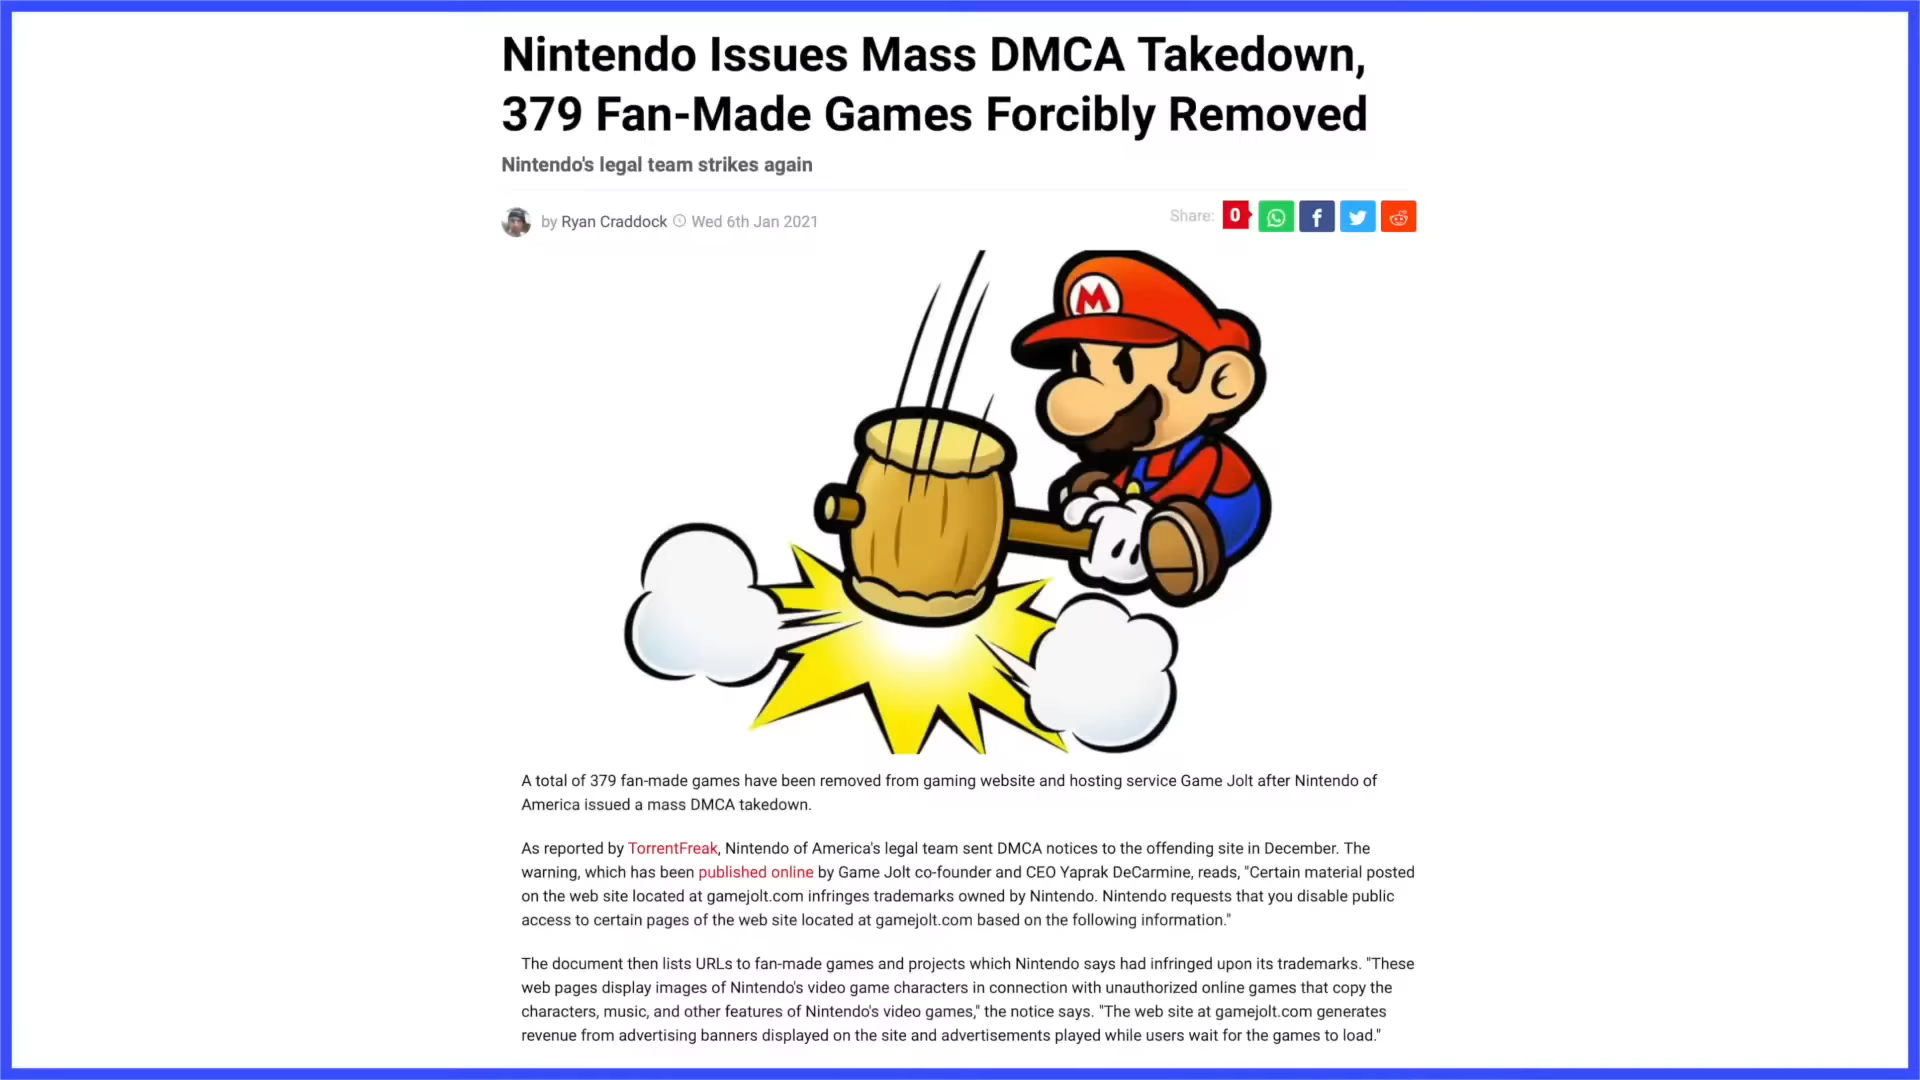 Nintendo Issues Mass DMCA Takedown,
379 Fan-Made Games Forcibly Removed
Nintendo's legal team strikes again
by Ryan Craddock Wed 6th Jan 2021
Share: 0
M
A total of 379 fan-made games have been removed from gaming website and hosting service Game Jolt after Nintendo of
America issued a mass DMCA takedown.
As reported by TorrentFreak, Nintendo of America's legal team sent DMCA notices to the offending site in December. The
warning, which has been published online by Game Jolt co-founder and CEO Yaprak DeCarmine, reads, "Certain material posted
on the web site located at gamejolt.com infringes trademarks owned by Nintendo. Nintendo requests that you disable public
access to certain pages of the web site located at gamejolt.com based on the following information."
The document then lists URLs to fan-made games and projects which Nintendo says had infringed upon its trademarks. "These
web pages display images of Nintendo's video game characters in connection with unauthorized online games that copy the
characters, music, and other features of Nintendo's video games," the notice says. "The web site at gamejolt.com generates
revenue from advertising banners displayed on the site and advertisements played while users wait for the games to load."